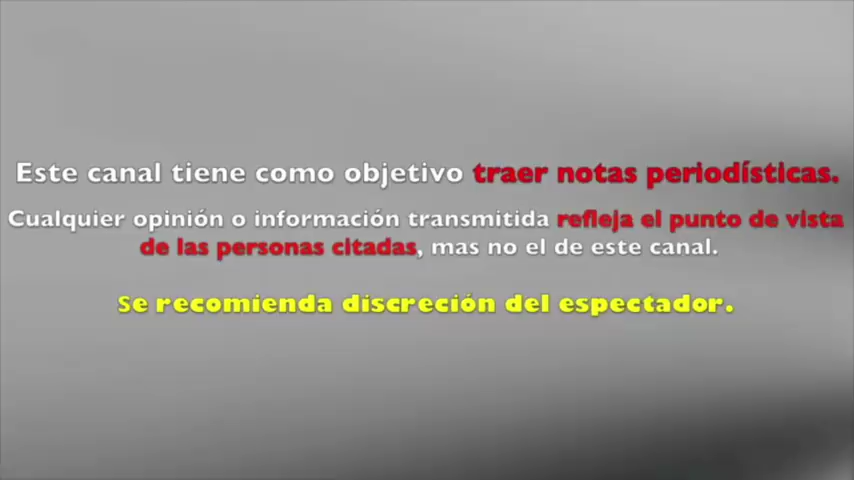 Este canal tiene como objetivo traer notas periodísticas.
Cualquier opinión o información transmitida refleja el punto de vista
de las personas citadas, mas no el de este canal.
Se recomienda discreción del espectador.